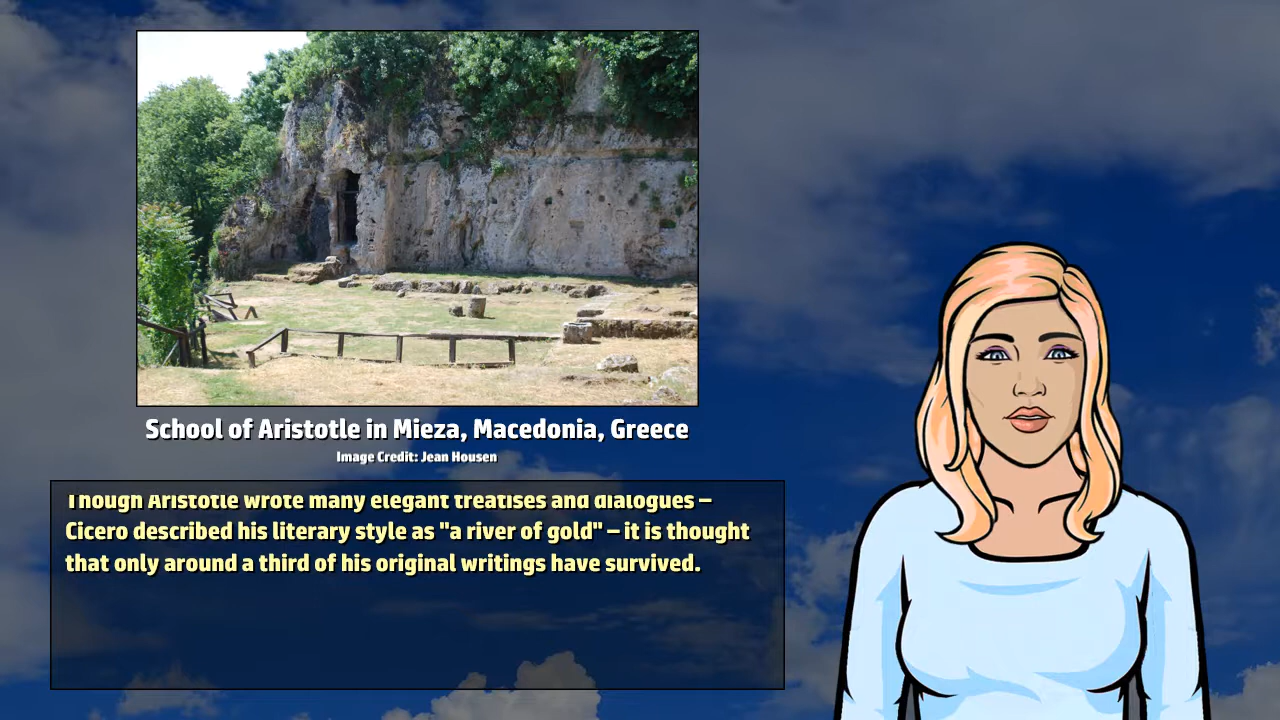 School of Aristotle in Mieza, Macedonia, Greece
Image Credit: Jean Housen
Though Aristotle wrote many elegant treatises and dialogues –
Cicero described his literary style as "a river of gold" – it is thought
that only around a third of his original writings have survived.